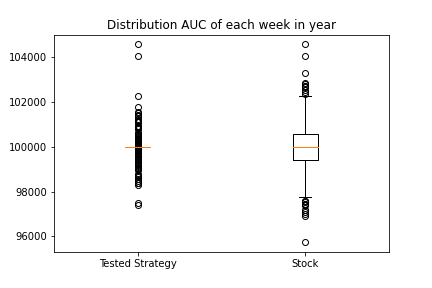 Distribution AUC of each week in year
104000
102000
100000
98000
96000
Tested Strategy
Stock